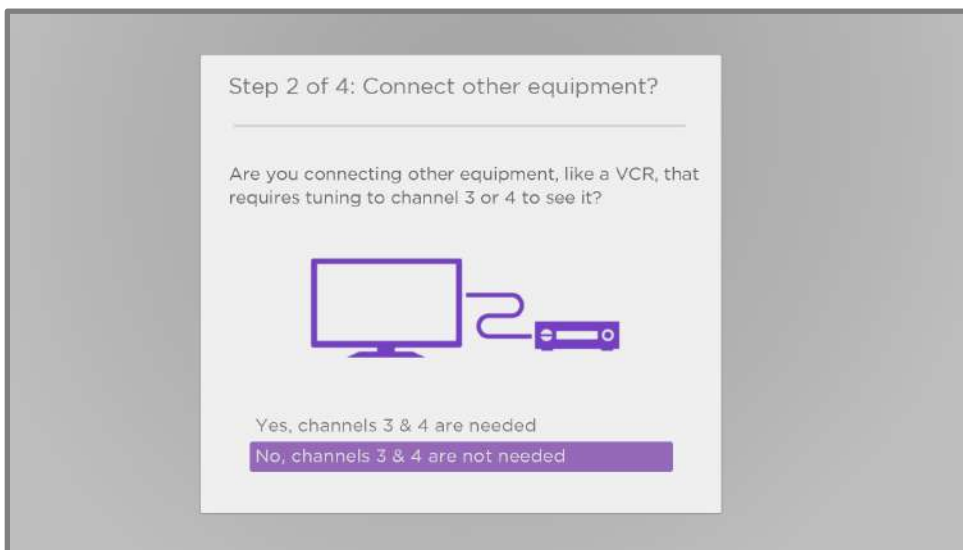 Step 2 of 4: Connect other equipment?
Are you connecting other equipment, like a VCR, that
requires tuning to channel 3 or 4 to see it?
Yes, channels 3 & 4 are needed
No, channels 3 & 4 are not needed